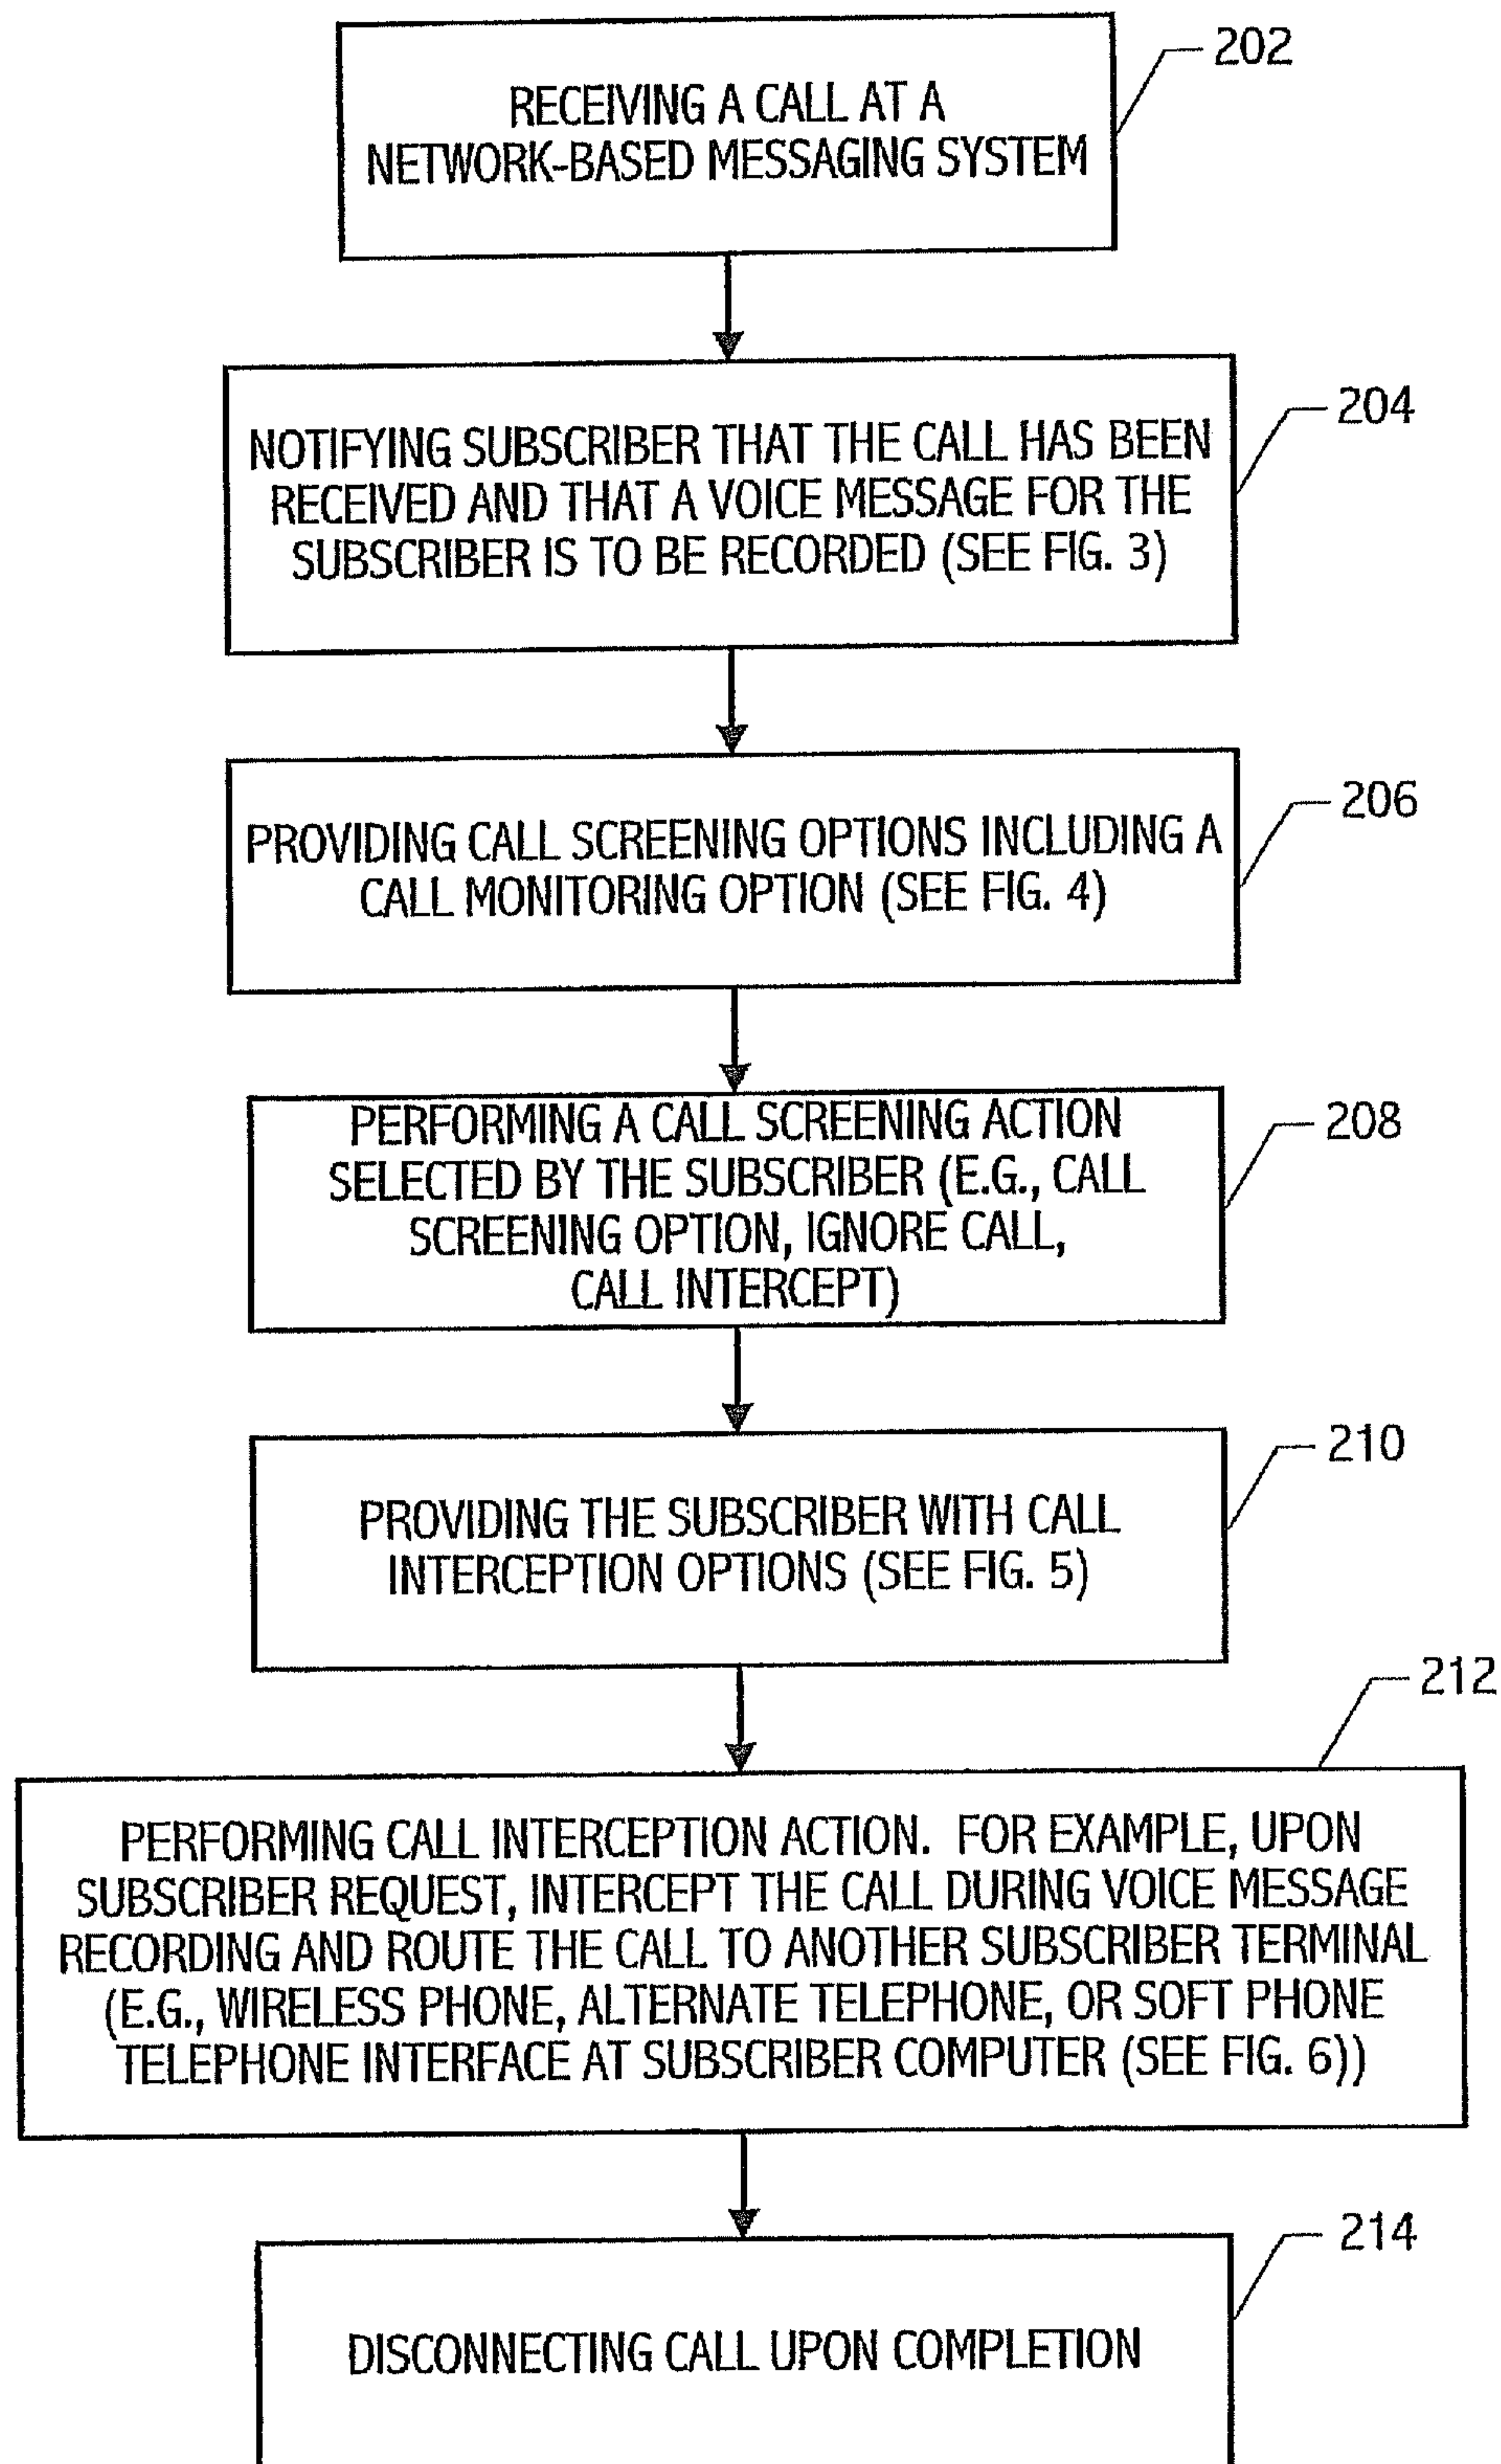 202
RECEIVING A CALL AT A
NETWORK-BASED MESSAGING SYSTEM
204
NOTIFYING SUBSCRIBER THAT THE CALL HAS BEEN
RECEIVED AND THAT A VOICE MESSAGE FOR THE
SUBSCRIBER IS TO BE RECORDED (SEE FIG. 3)
206
PROVIDING CALL SCREENING OPTIONS INCLUDING A
CALL MONITORING OPTION (SEE FIG. 4)
208
PERFORMING A CALL SCREENING ACTION
SELECTED BY THE SUBSCRIBER (E.G., CALL
SCREENING OPTION, IGNORE CALL,
CALL INTERCEPT)
210
PROVIDING THE SUBSCRIBER WITH CALL
INTERCEPTION OPTIONS (SEE FIG. 5)
212
PERFORMING CALL INTERCEPTION ACTION. FOR EXAMPLE, UPON
SUBSCRIBER REQUEST, INTERCEPT THE CALL DURING VOICE MESSAGE
RECORDING AND ROUTE THE CALL TO ANOTHER SUBSCRIBER TERMINAL
(E.G., WIRELESS PHONE, ALTERNATE TELEPHONE, OR SOFT PHONE
TELEPHONE INTERFACE AT SUBSCRIBER COMPUTER (SEE FIG. 6))
214
DISCONNECTING CALL UPON COMPLETION